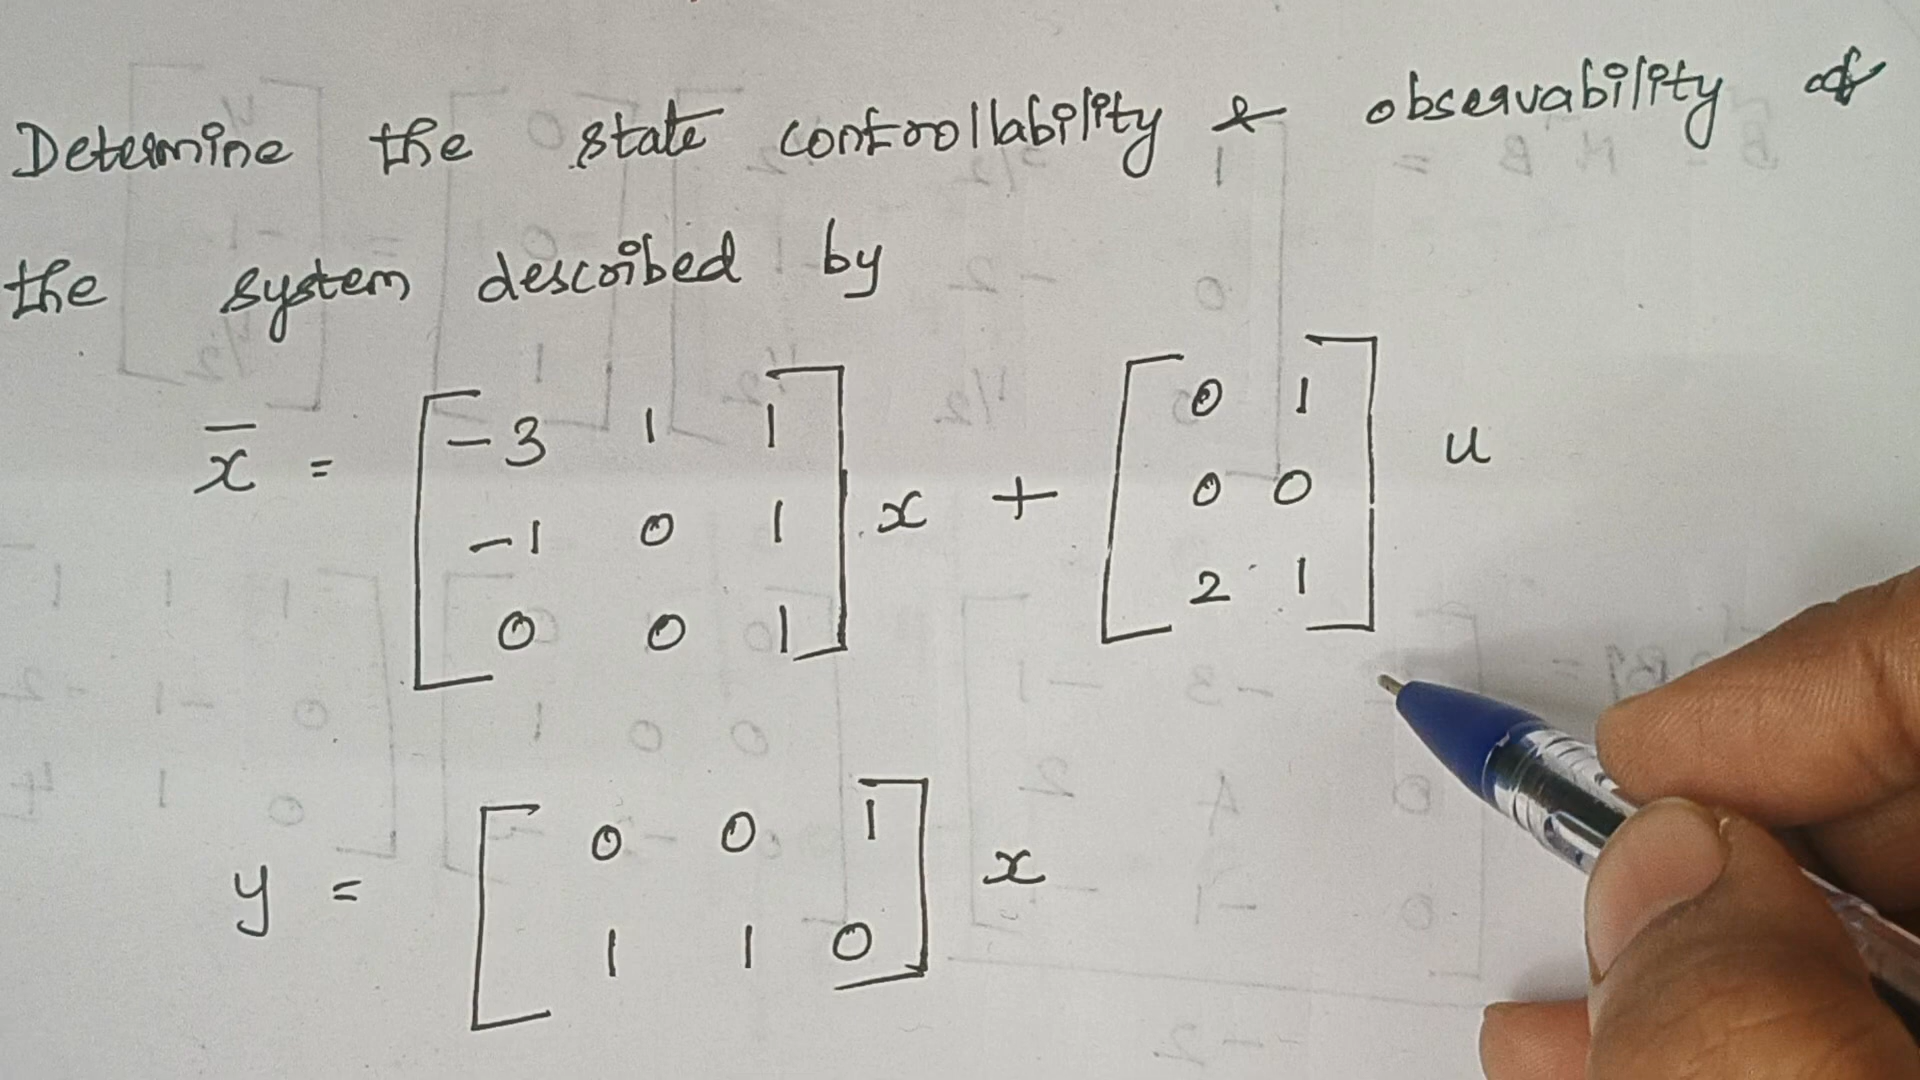 Determine the state controllability & observability of
the system described by
x̄ = [ -3 1 1
-1 0 1
0 0 1 ] x + [ 0 1
0 0
2 1 ] u
y = [ 0 0 1
1 1 0 ] x